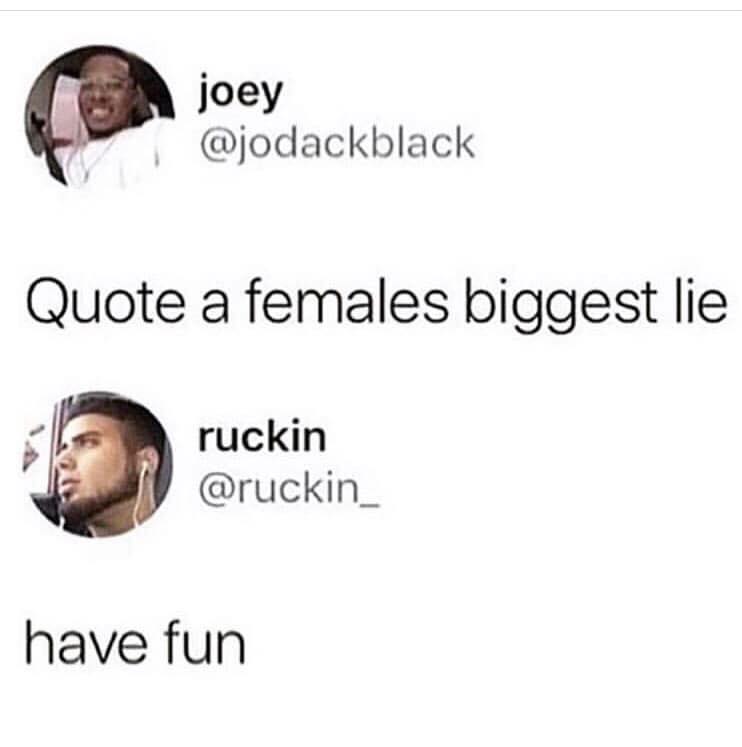 joey
@jodackblack
Quote a females biggest lie
ruckin
@ruckin_
have fun